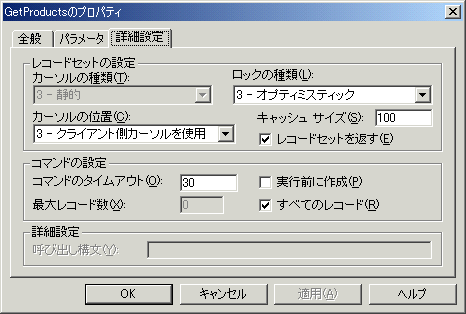 GetProductsのプロパティ
全般 パラメータ 詳細設定
レコードセットの設定
カーソルの種類(T):
3 - 静的
ロックの種類(L):
3 - オプティミスティック
カーソルの位置(C):
3 - クライアント側カーソルを使用
キャッシュ サイズ(S): 100
レコードセットを返す(E)
コマンドの設定
コマンドのタイムアウト(O): 30 実行前に作成(P)
最大レコード数(X): 0 すべてのレコード(R)
詳細設定
呼び出し構文(Y):
OK キャンセル 適用(A) ヘルプ